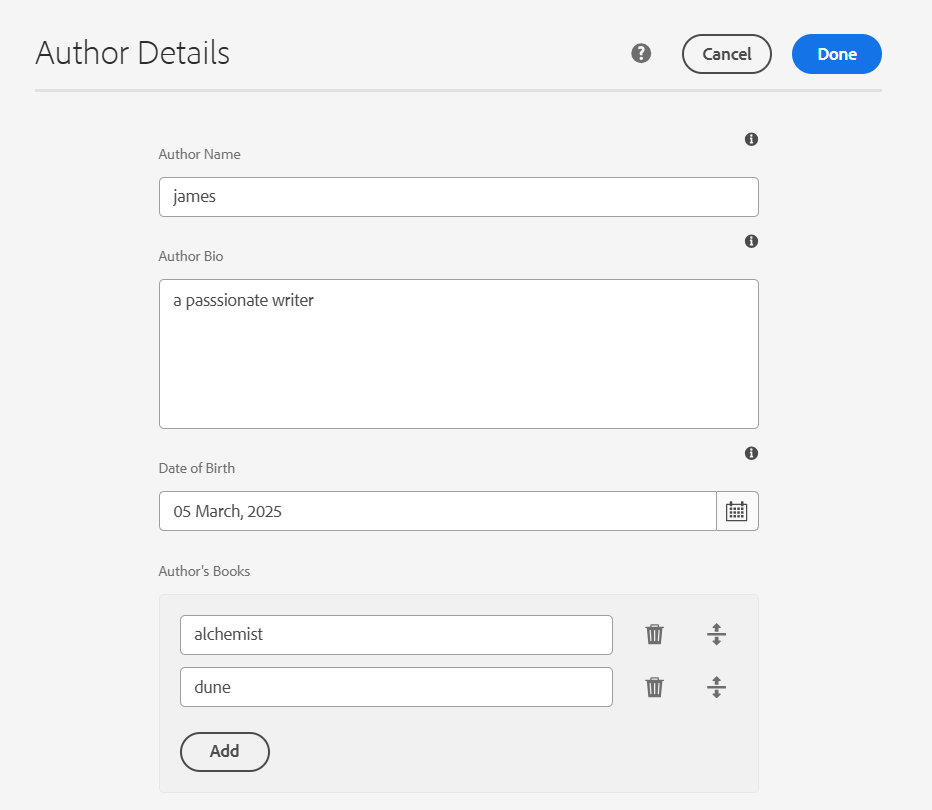 Author Details
Cancel
Done
Author Name
james
Author Bio
a passsionate writer
Date of Birth
05 March, 2025
Author's Books
alchemist
dune
Add